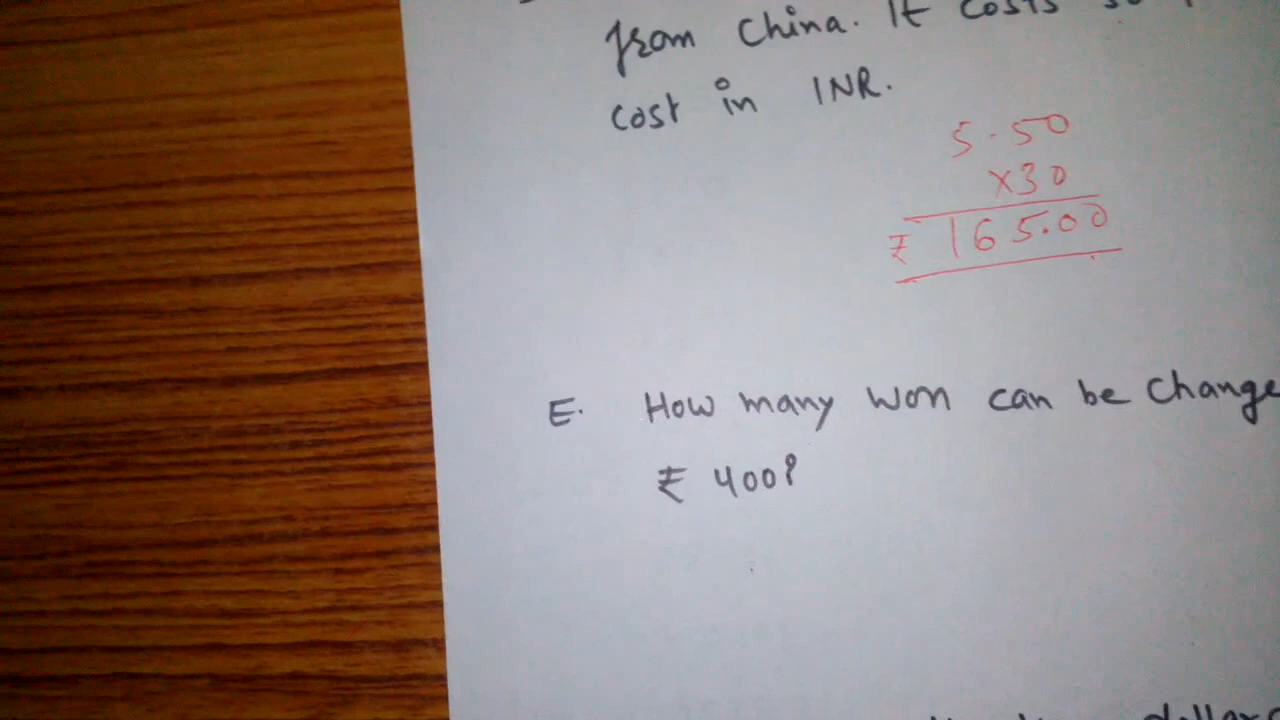 from China. It costs
cost in INR.
5.50
x30
₹ 165.00
E. How many won can be change
₹ 400?